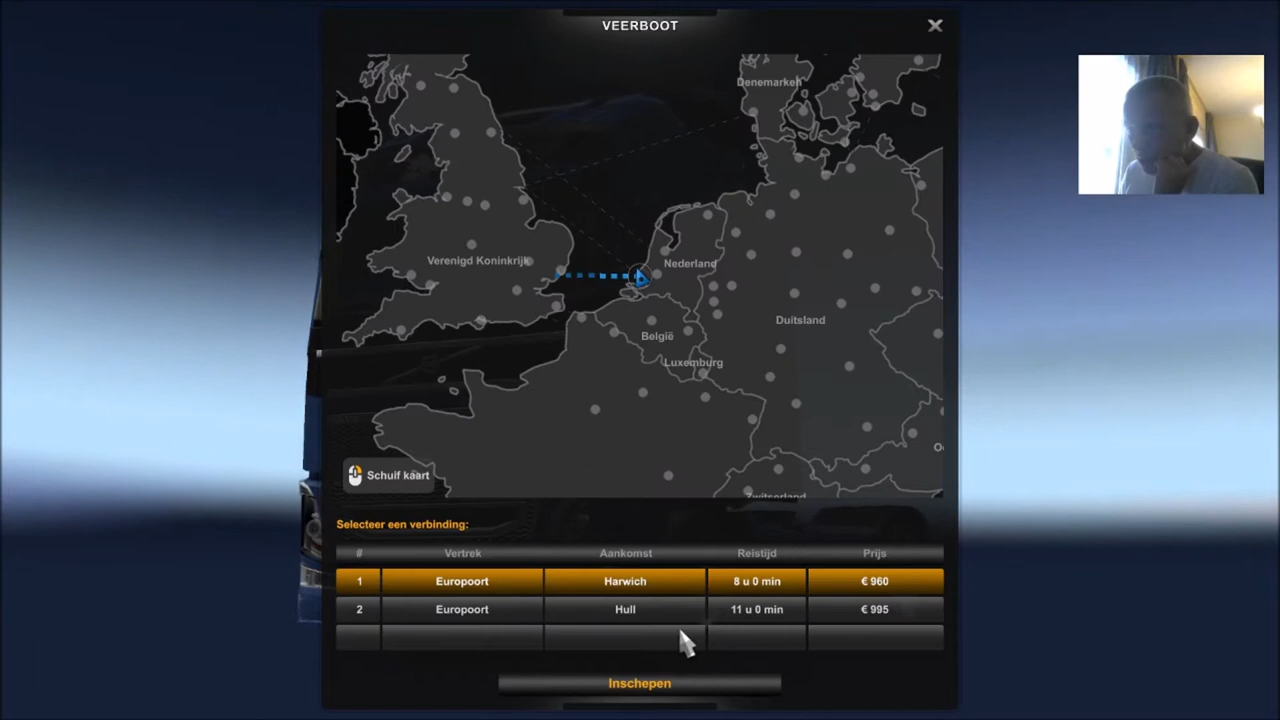 VEERBOOT
Denemarken
Verenigd Koninkrijk
Nederland
Duitsland
België
Luxemburg
Schuif kaart
Zwitserland
Selecteer een verbinding:
# Vertrek Aankomst Reistijd Prijs
1 Europoort Harwich 8 u 0 min € 960
2 Europoort Hull 11 u 0 min € 995
Inschepen